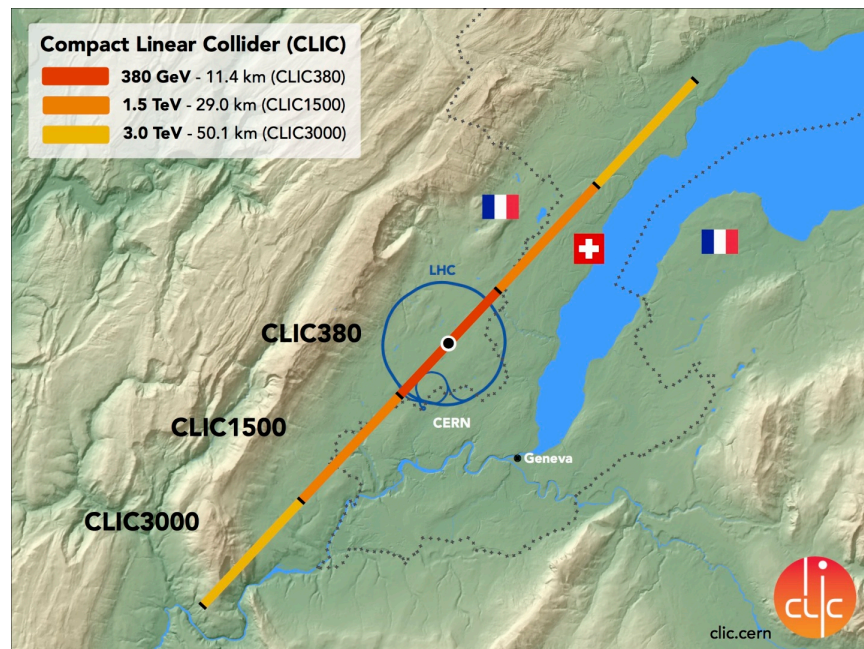 Compact Linear Collider (CLIC)
380 GeV - 11.4 km (CLIC380)
1.5 TeV - 29.0 km (CLIC1500)
3.0 TeV - 50.1 km (CLIC3000)
LHC
CLIC380
CERN
CLIC1500
Geneva
CLIC3000
clic
clic.cern